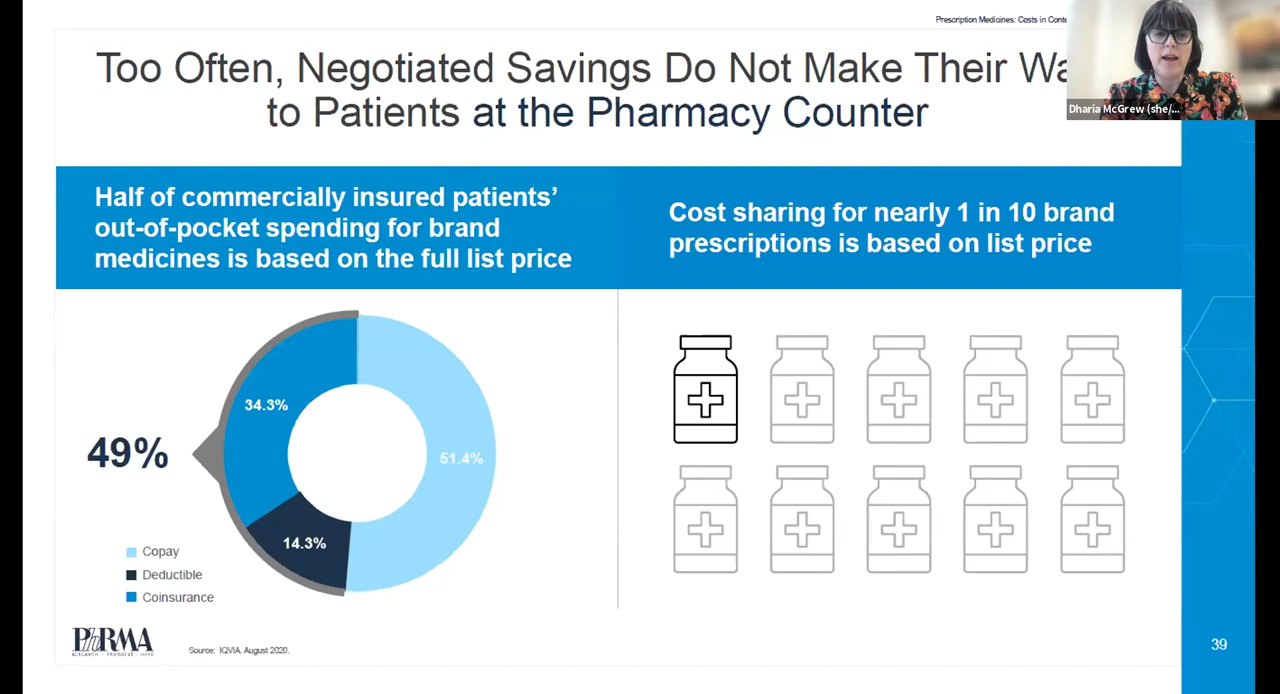 Prescription Medicines: Costs in Conte
Too Often, Negotiated Savings Do Not Make Their Wa
to Patients at the Pharmacy Counter
Dharia McGrew (she/...
Half of commercially insured patients'
out-of-pocket spending for brand
medicines is based on the full list price
Cost sharing for nearly 1 in 10 brand
prescriptions is based on list price
49%
34.3%
51.4%
14.3%
Copay
Deductible
Coinsurance
PhRMA
RESEARCH • PROGRESS • HOPE
Source: IQVIA. August 2020.
39